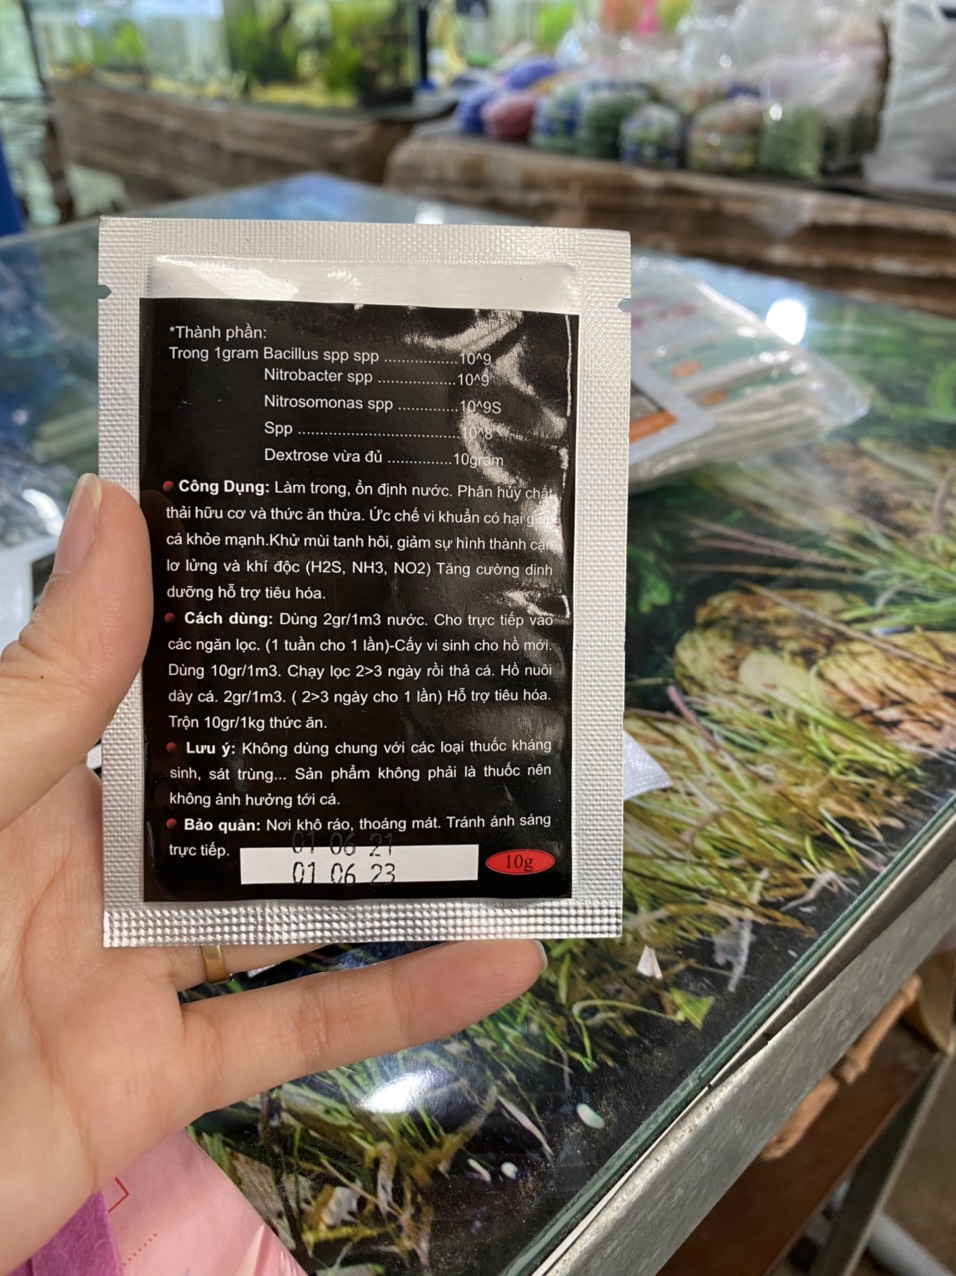 *Thành phần:
Trong 1gram Bacillus spp spp ................10^9
Nitrobacter spp ..................10^9
Nitrosomonas spp .............10^9S
Spp .....................................10^8
Dextrose vừa đủ ...............10gram
Công Dụng: Làm trong, ổn định nước. Phân hủy chất
thải hữu cơ và thức ăn thừa. Ức chế vi khuẩn có hại
cá khỏe mạnh.Khử mùi tanh hôi, giảm sự hình thành cặn
lơ lửng và khí độc (H2S, NH3, NO2) Tăng cường dinh
dưỡng hỗ trợ tiêu hóa.
Cách dùng: Dùng 2gr/1m3 nước. Cho trực tiếp vào
các ngăn lọc. (1 tuần cho 1 lần)-Cấy vi sinh cho hồ mới.
Dùng 10gr/1m3. Chạy lọc 2>3 ngày rồi thả cá. Hồ nuôi
dày cá. 2gr/1m3. ( 2>3 ngày cho 1 lần) Hỗ trợ tiêu hóa.
Trộn 10gr/1kg thức ăn.
Lưu ý: Không dùng chung với các loại thuốc kháng
sinh, sát trùng... Sản phẩm không phải là thuốc nên
không ảnh hưởng tới cá.
Bảo quản: Nơi khô ráo, thoáng mát. Tránh ánh sáng
trực tiếp.
01 06 21
01 06 23
10g